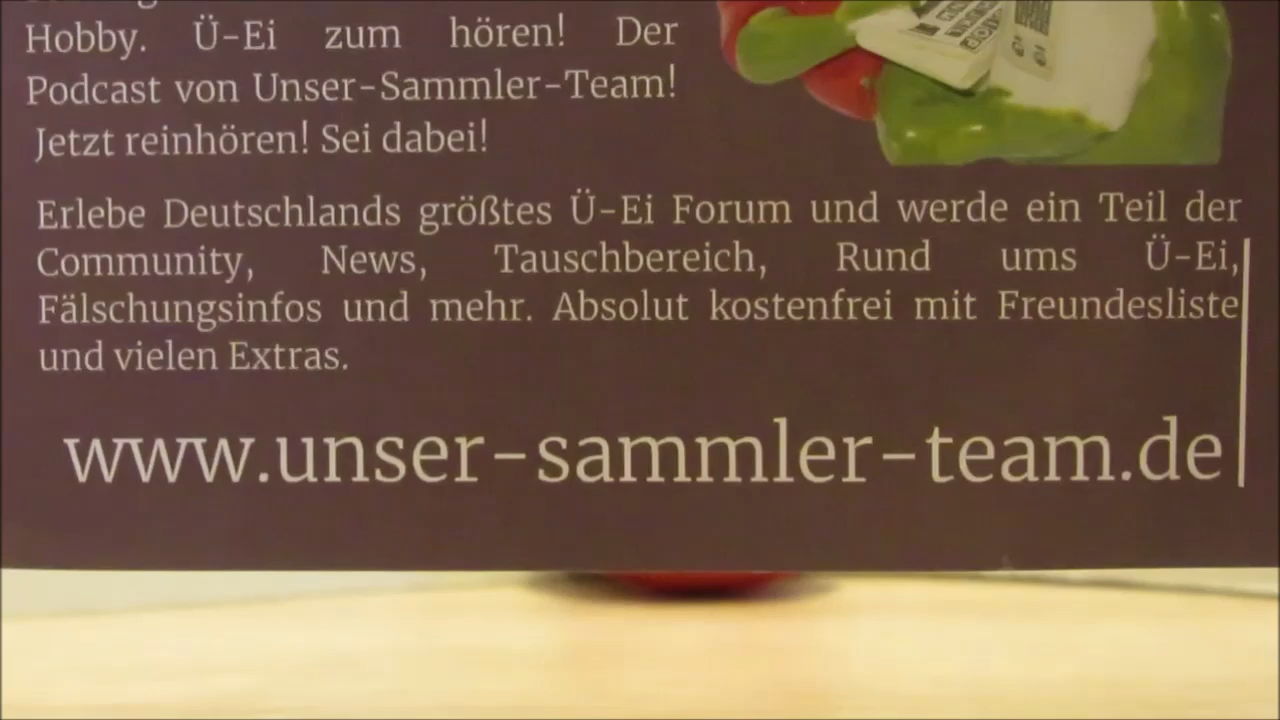 Hobby. Ü-Ei zum hören! Der
Podcast von Unser-Sammler-Team!
Jetzt reinhören! Sei dabei!
Erlebe Deutschlands größtes Ü-Ei Forum und werde ein Teil der
Community, News, Tauschbereich, Rund ums Ü-Ei,
Fälschungsinfos und mehr. Absolut kostenfrei mit Freundesliste
und vielen Extras.
www.unser-sammler-team.de